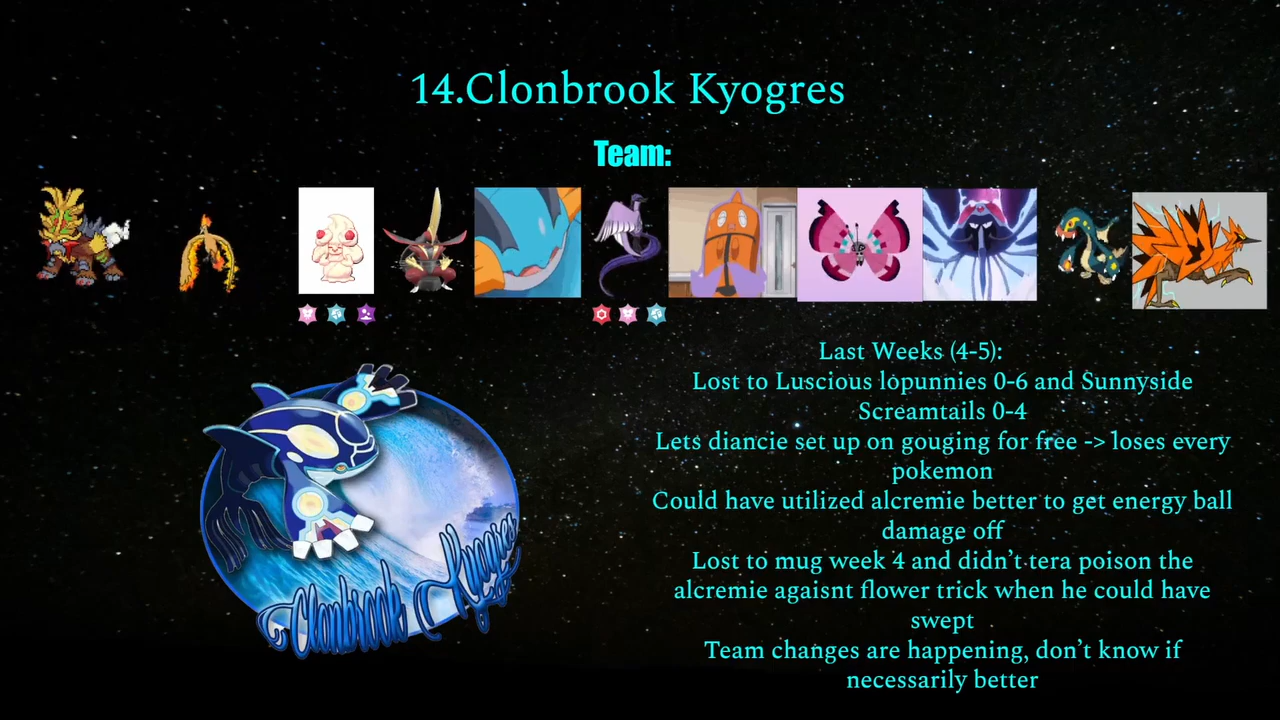 14.Clonbrook Kyogres
Team:
Last Weeks (4-5):
Lost to Luscious lopunnies 0-6 and Sunnyside
Screamtails 0-4
Lets diancie set up on gouging for free -> loses every
pokemon
Could have utilized alcremie better to get energy ball
damage off
Lost to mug week 4 and didn't tera poison the
alcremie agaisnt flower trick when he could have
swept
Team changes are happening, don't know if
necessarily better
Clonbrook Kyogres